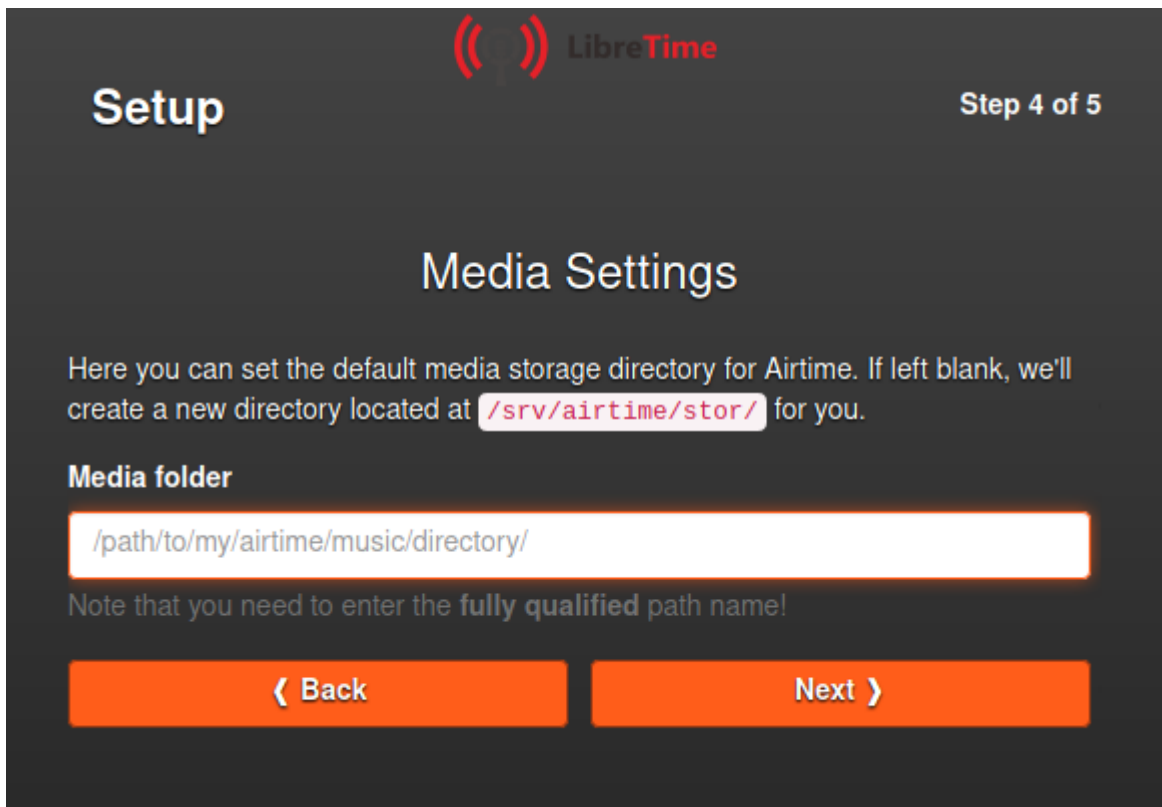 LibreTime
Setup
Step 4 of 5
Media Settings
Here you can set the default media storage directory for Airtime. If left blank, we'll
create a new directory located at /srv/airtime/stor/ for you.
Media folder
/path/to/my/airtime/music/directory/
Note that you need to enter the fully qualified path name!
❰ Back
Next ❱